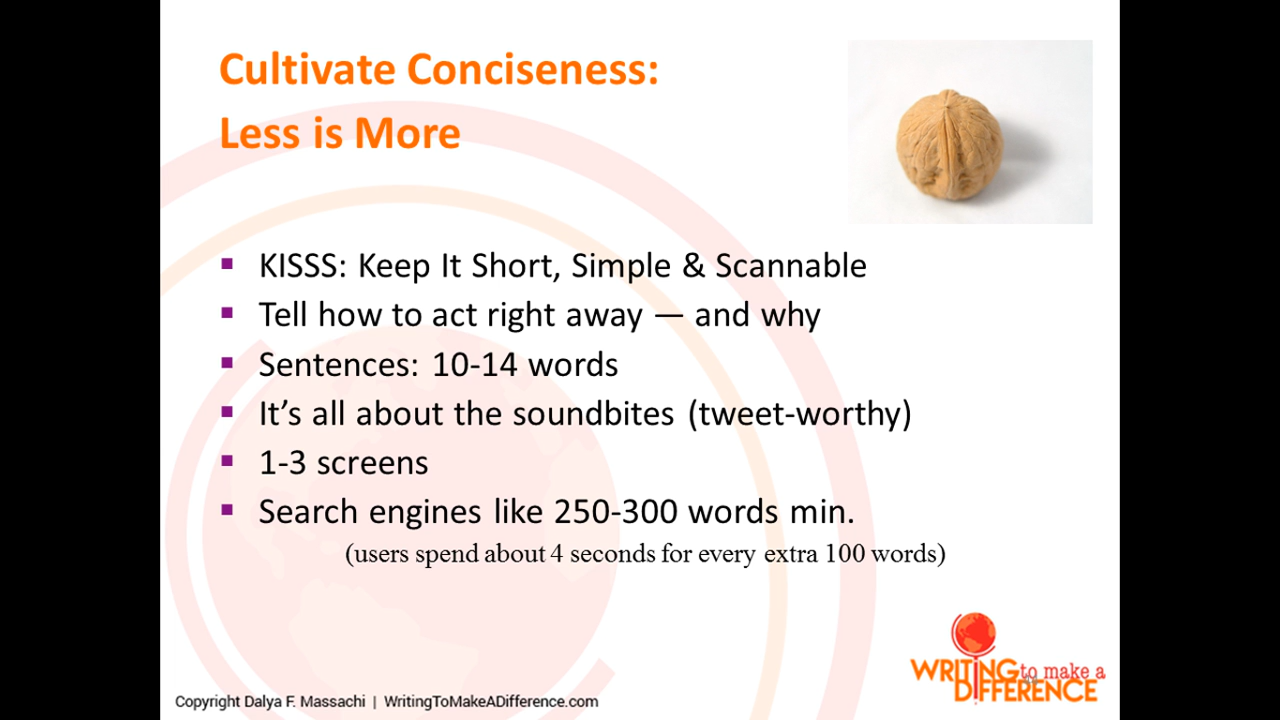 Cultivate Conciseness:
Less is More
KISSS: Keep It Short, Simple & Scannable
Tell how to act right away — and why
Sentences: 10-14 words
It's all about the soundbites (tweet-worthy)
1-3 screens
Search engines like 250-300 words min.
(users spend about 4 seconds for every extra 100 words)
WRITING to make a
DIFFERENCE
Copyright Dalya F. Massachi | WritingToMakeADifference.com